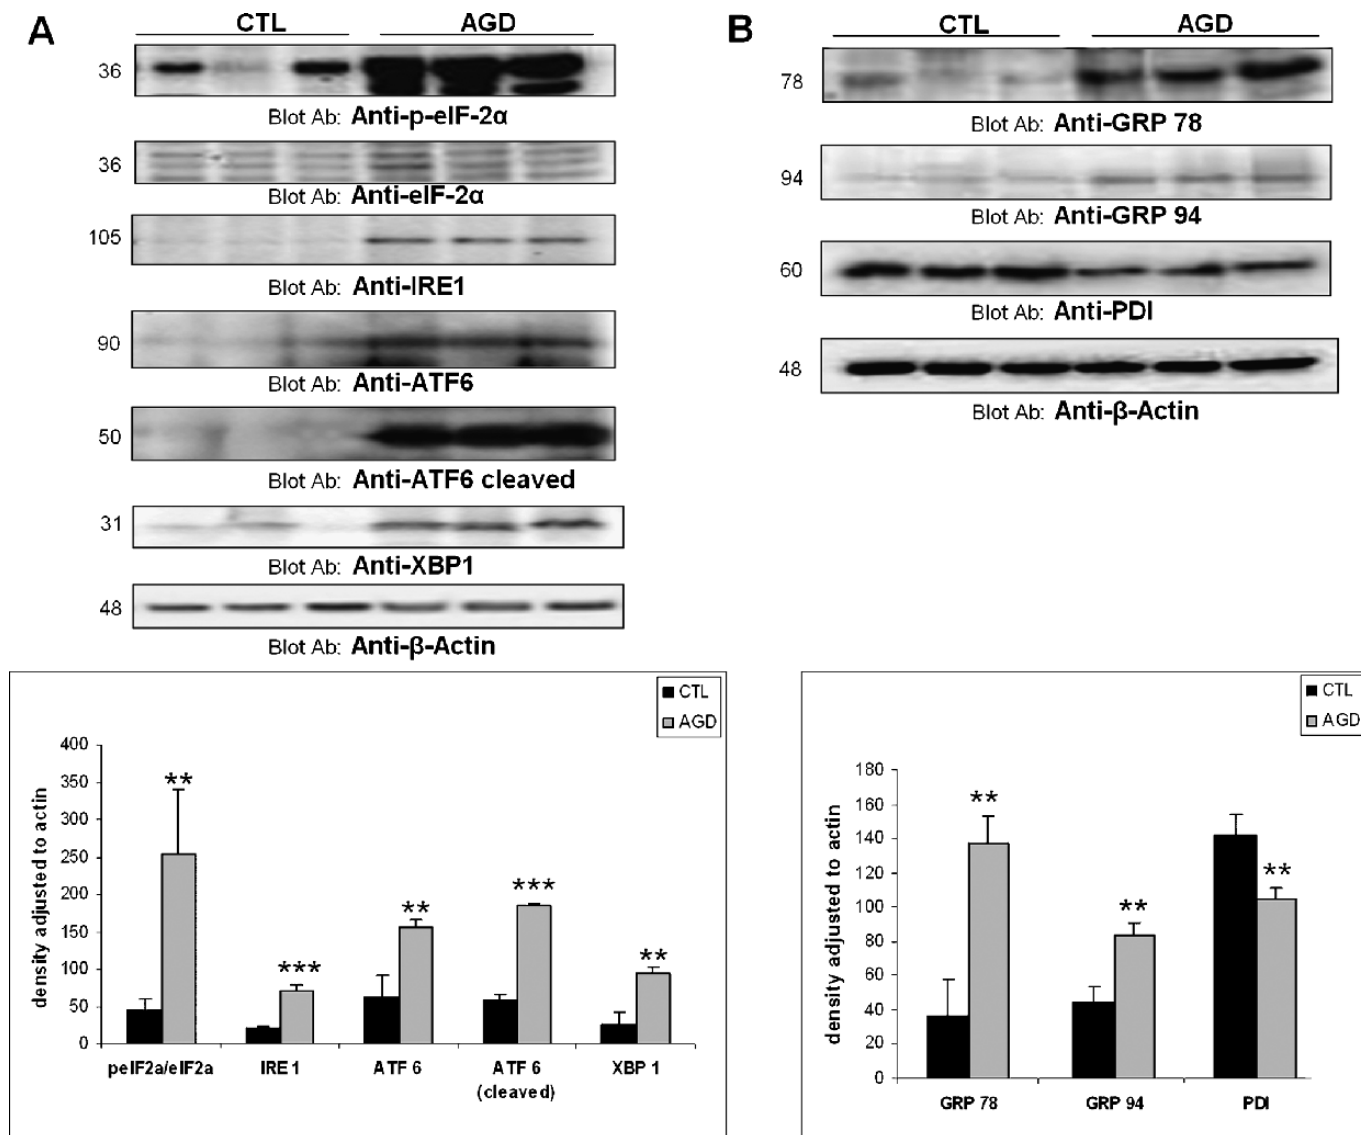 A
CTL AGD
36
Blot Ab: Anti-p-eIF-2α
36
Blot Ab: Anti-eIF-2α
105
Blot Ab: Anti-IRE1
90
Blot Ab: Anti-ATF6
50
Blot Ab: Anti-ATF6 cleaved
31
Blot Ab: Anti-XBP1
48
Blot Ab: Anti-β-Actin
CTL
AGD
density adjusted to actin
400
350
300
250
200
150
100
50
0
**
***
**
***
**
peIF2a/eIF2a IRE1 ATF 6 ATF 6 XBP 1
(cleaved)
B
CTL AGD
78
Blot Ab: Anti-GRP 78
94
Blot Ab: Anti-GRP 94
60
Blot Ab: Anti-PDI
48
Blot Ab: Anti-β-Actin
CTL
AGD
density adjusted to actin
180
160
140
120
100
80
60
40
20
0
**
**
**
GRP 78 GRP 94 PDI